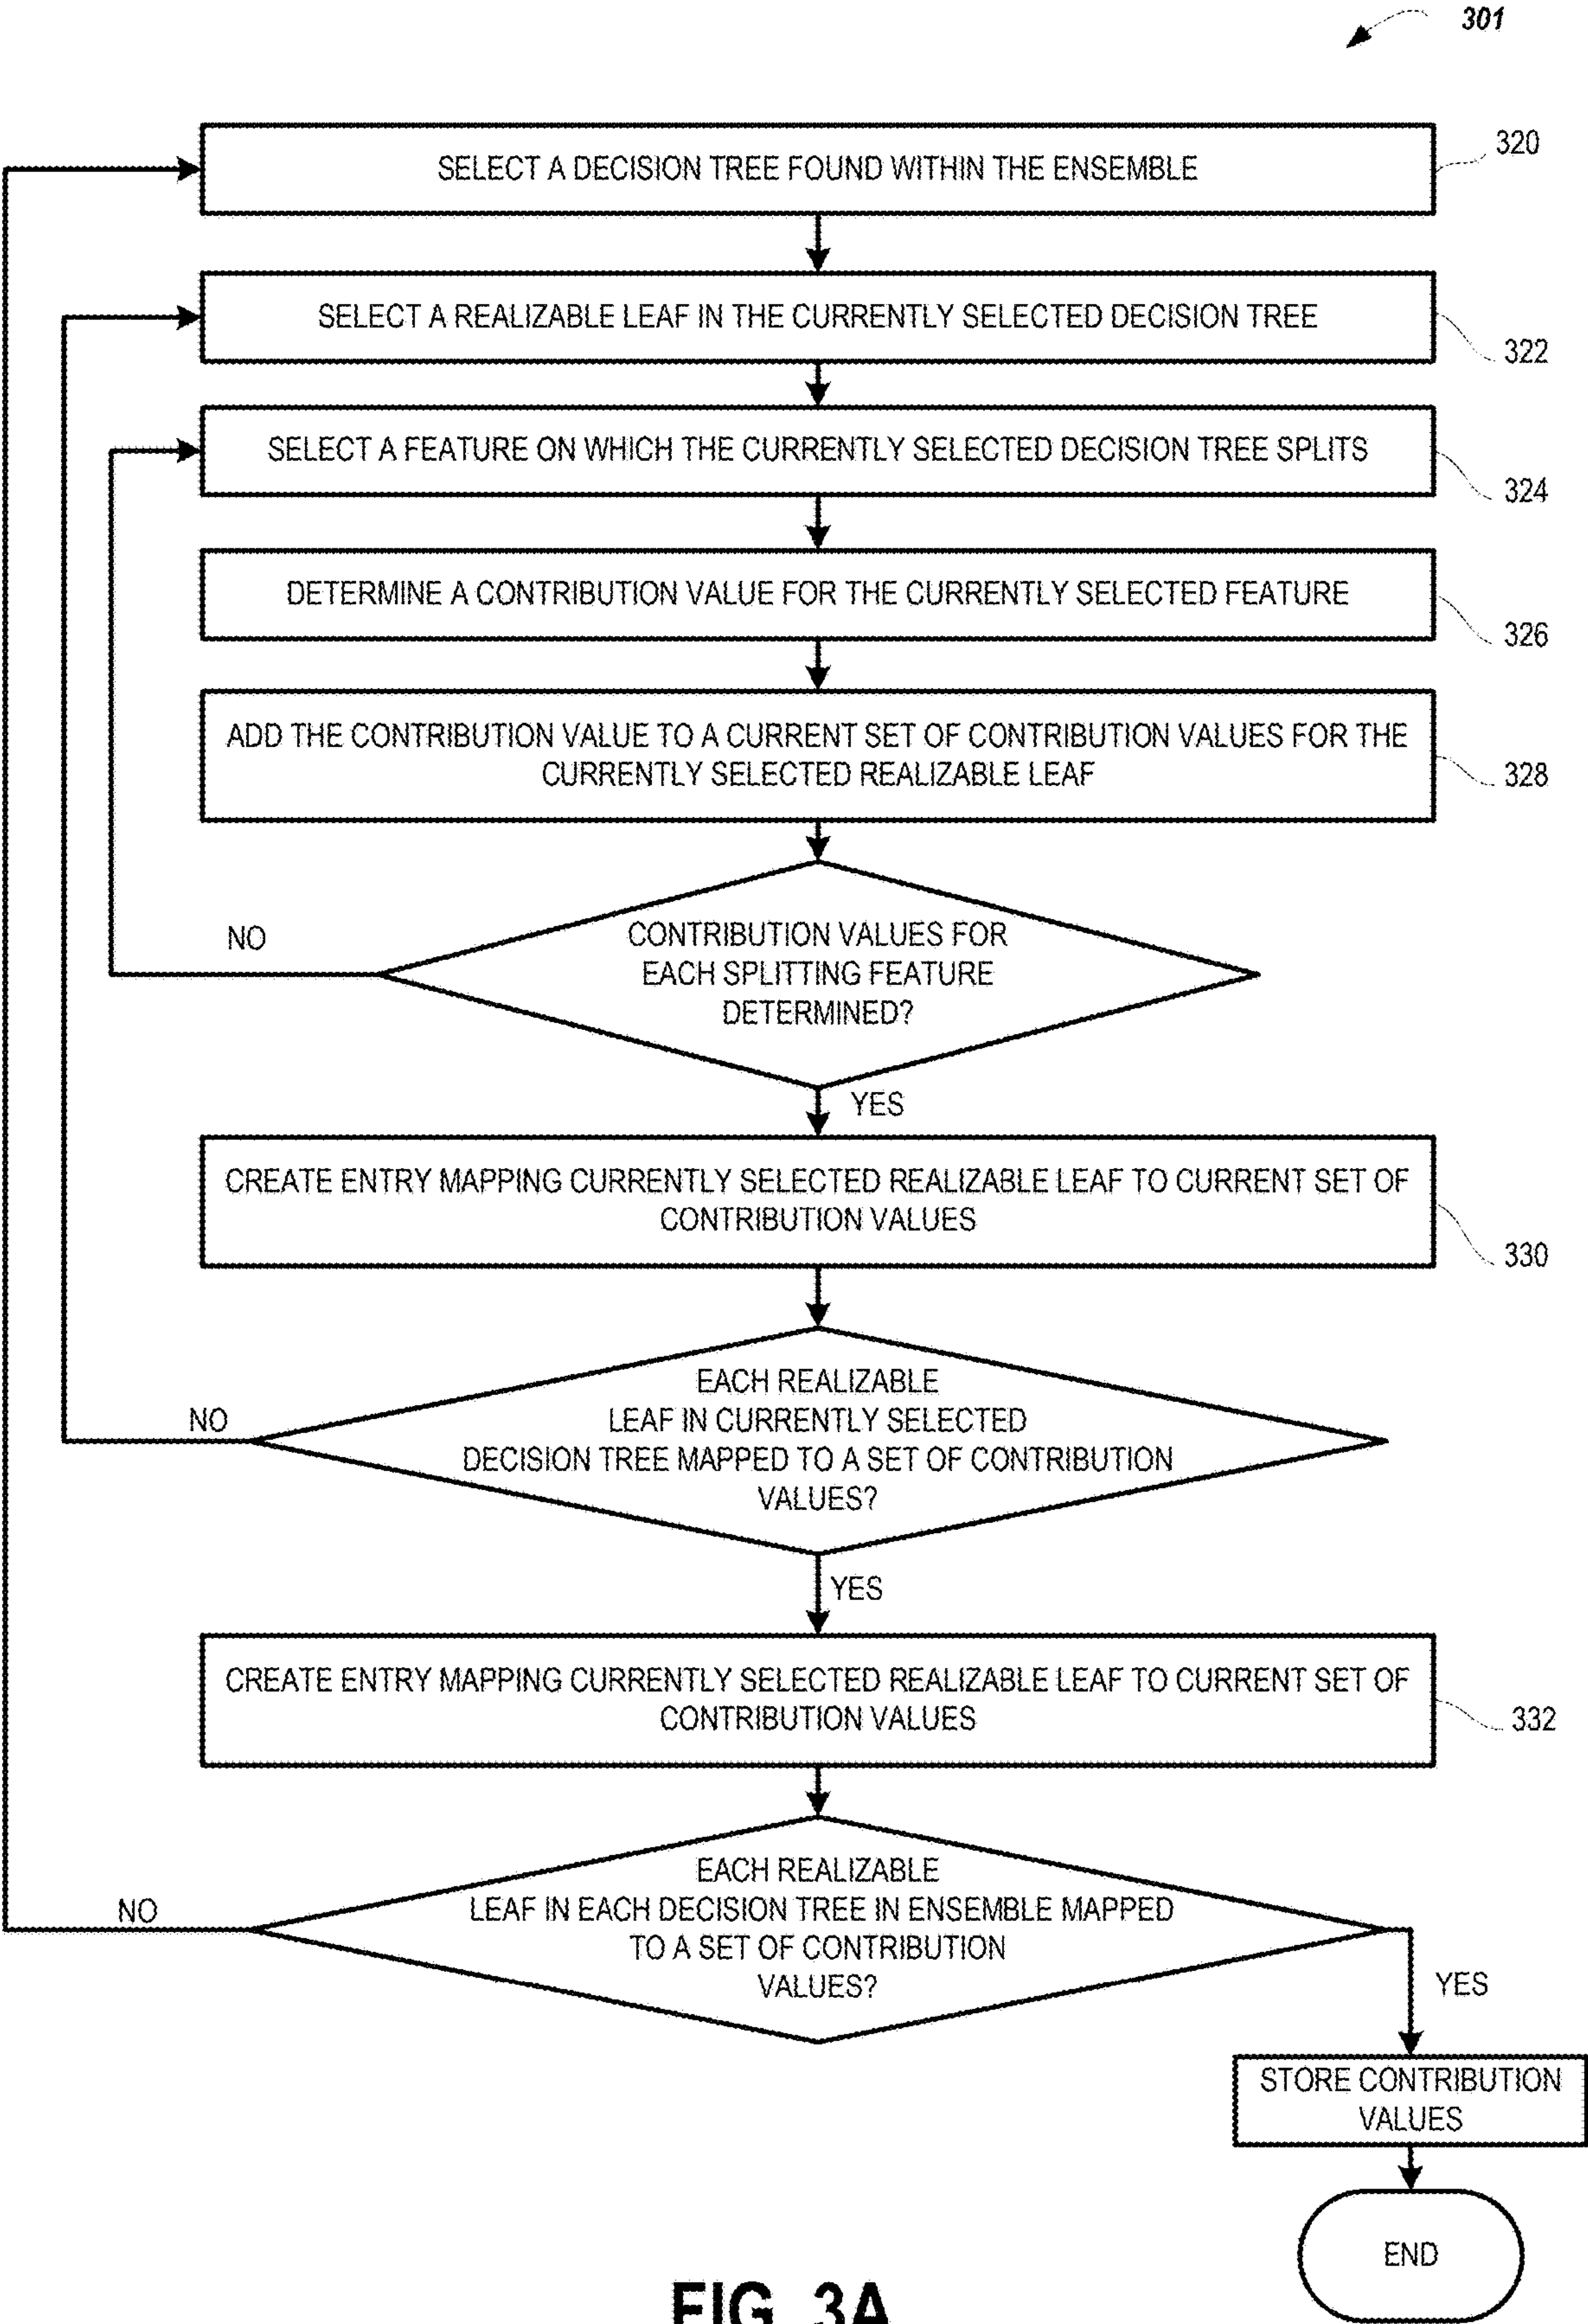 301
SELECT A DECISION TREE FOUND WITHIN THE ENSEMBLE
320
SELECT A REALIZABLE LEAF IN THE CURRENTLY SELECTED DECISION TREE
322
SELECT A FEATURE ON WHICH THE CURRENTLY SELECTED DECISION TREE SPLITS
324
DETERMINE A CONTRIBUTION VALUE FOR THE CURRENTLY SELECTED FEATURE
326
ADD THE CONTRIBUTION VALUE TO A CURRENT SET OF CONTRIBUTION VALUES FOR THE
CURRENTLY SELECTED REALIZABLE LEAF
328
CONTRIBUTION VALUES FOR
EACH SPLITTING FEATURE
DETERMINED?
NO
YES
CREATE ENTRY MAPPING CURRENTLY SELECTED REALIZABLE LEAF TO CURRENT SET OF
CONTRIBUTION VALUES
330
EACH REALIZABLE
LEAF IN CURRENTLY SELECTED
DECISION TREE MAPPED TO A SET OF CONTRIBUTION
VALUES?
NO
YES
CREATE ENTRY MAPPING CURRENTLY SELECTED REALIZABLE LEAF TO CURRENT SET OF
CONTRIBUTION VALUES
332
EACH REALIZABLE
LEAF IN EACH DECISION TREE IN ENSEMBLE MAPPED
TO A SET OF CONTRIBUTION
VALUES?
NO
YES
STORE CONTRIBUTION
VALUES
END
FIG. 3A